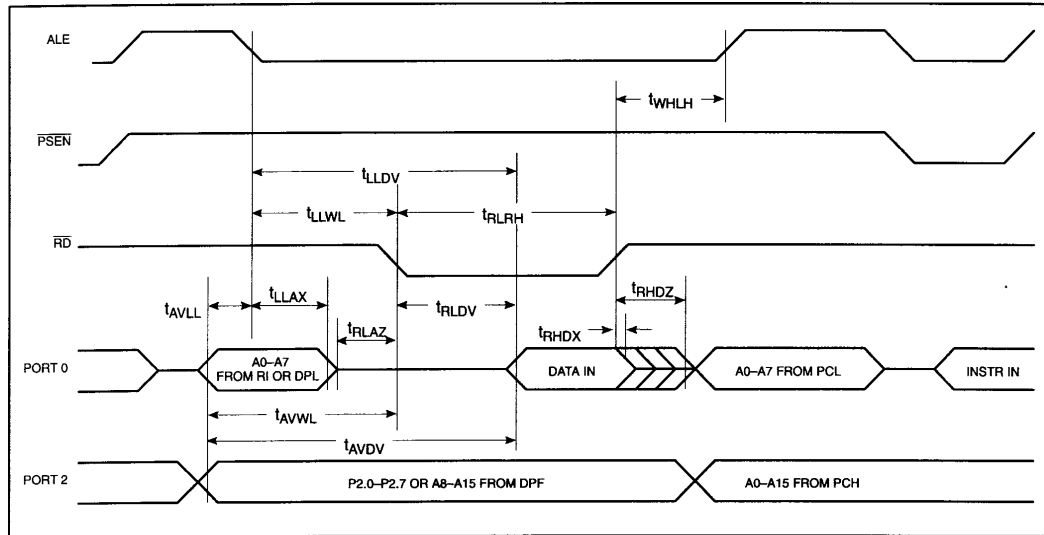 ALE
tWHLH
PSEN
tLLDV
tLLWL
tRLRH
RD
tAVLL
tLLAX
tRLAZ
tRLDV
tRHDZ
tRHDX
PORT 0
A0–A7
FROM RI OR DPL
DATA IN
A0–A7 FROM PCL
INSTR IN
tAVWL
tAVDV
PORT 2
P2.0–P2.7 OR A8–A15 FROM DPF
A0–A15 FROM PCH